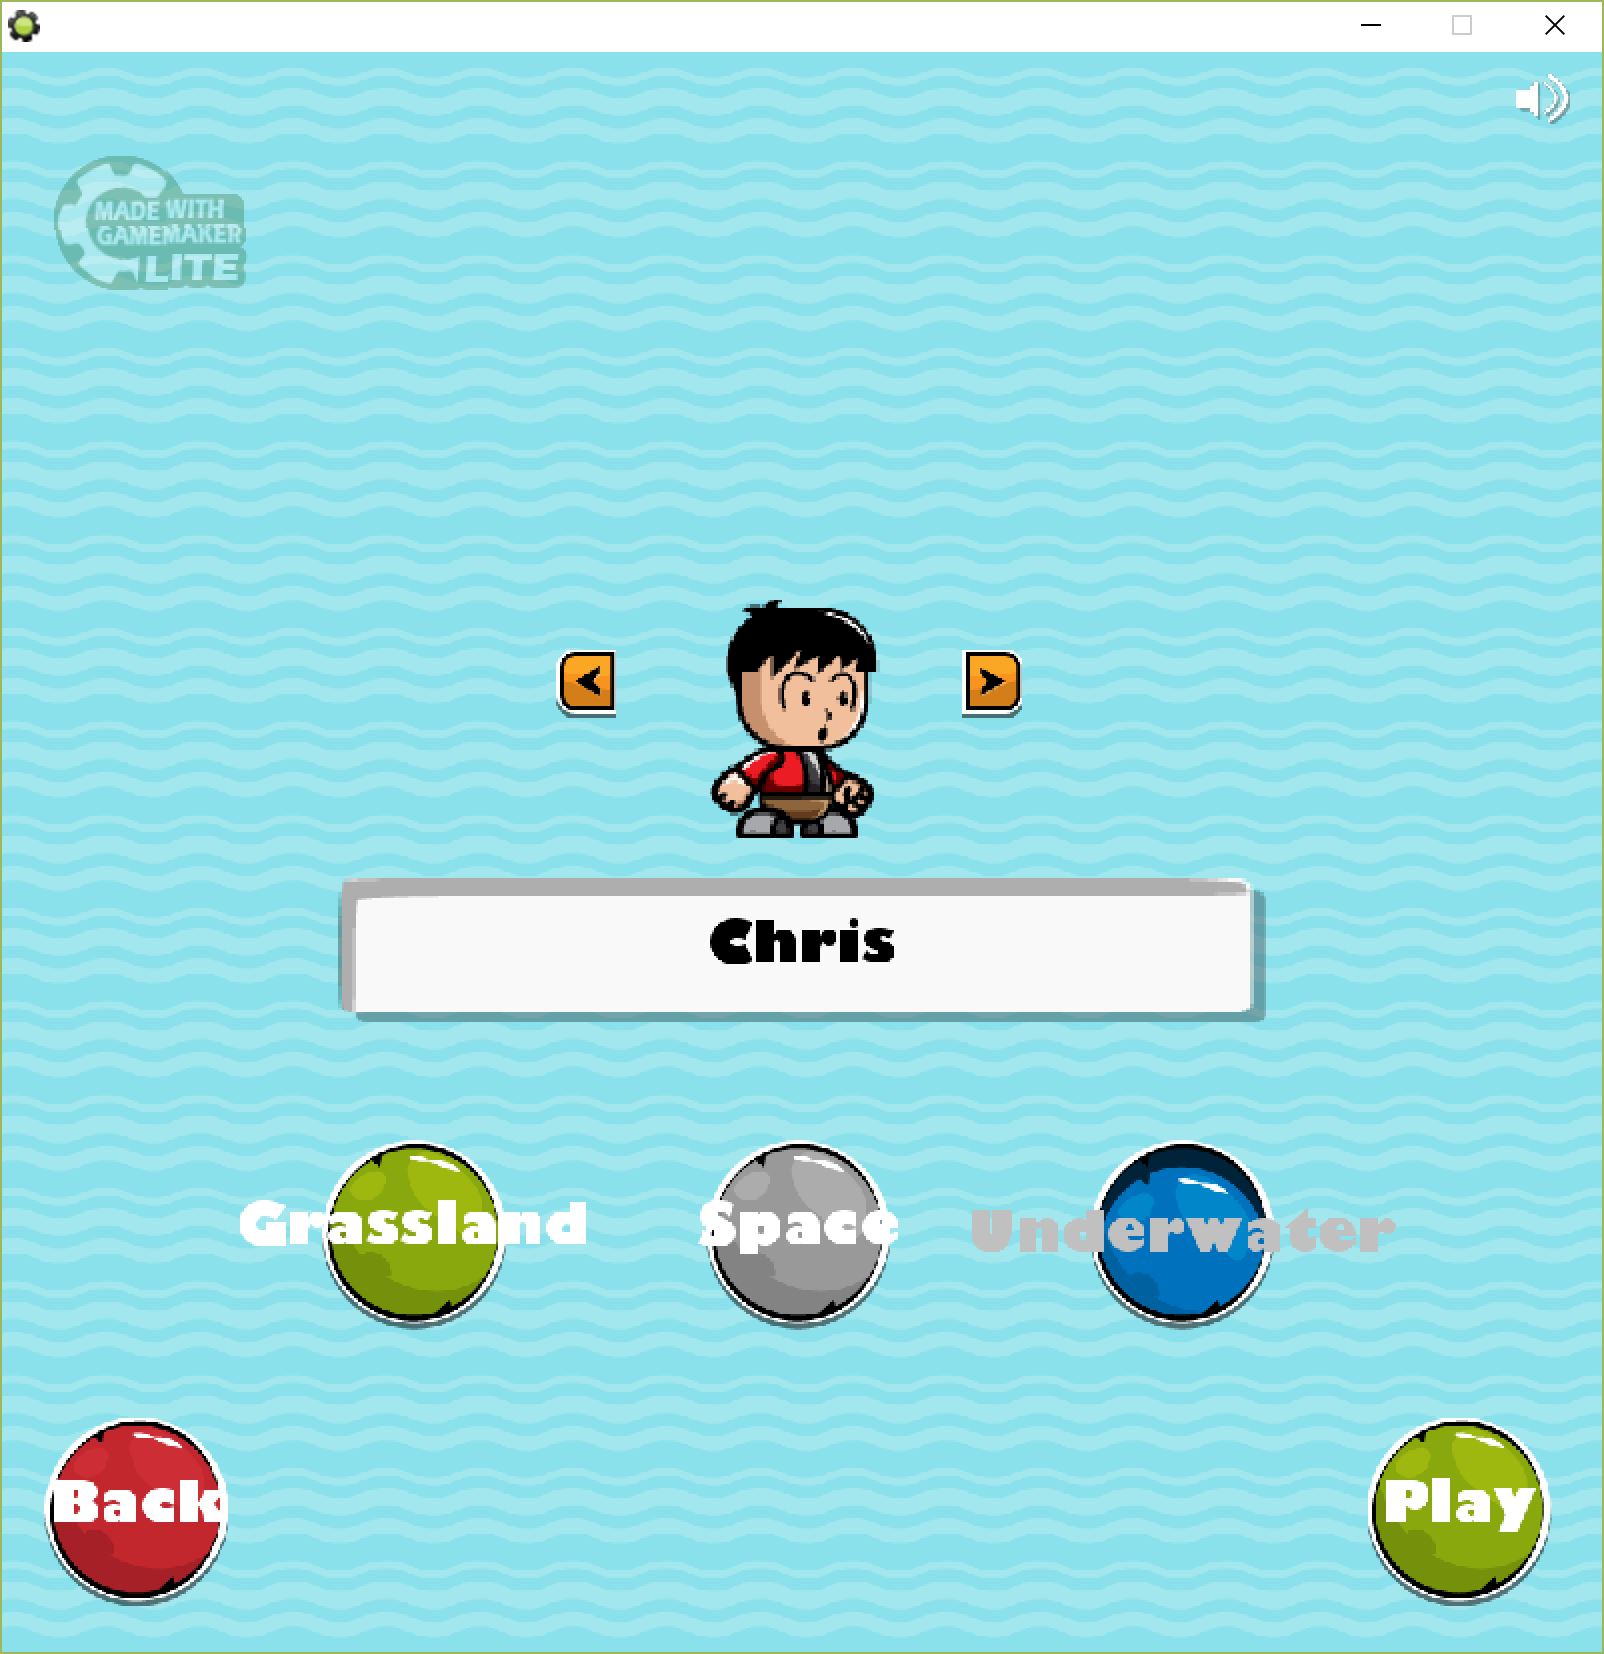 MADE WITH
GAMEMAKER
LITE
Chris
Grassland
Space
Underwater
Back
Play